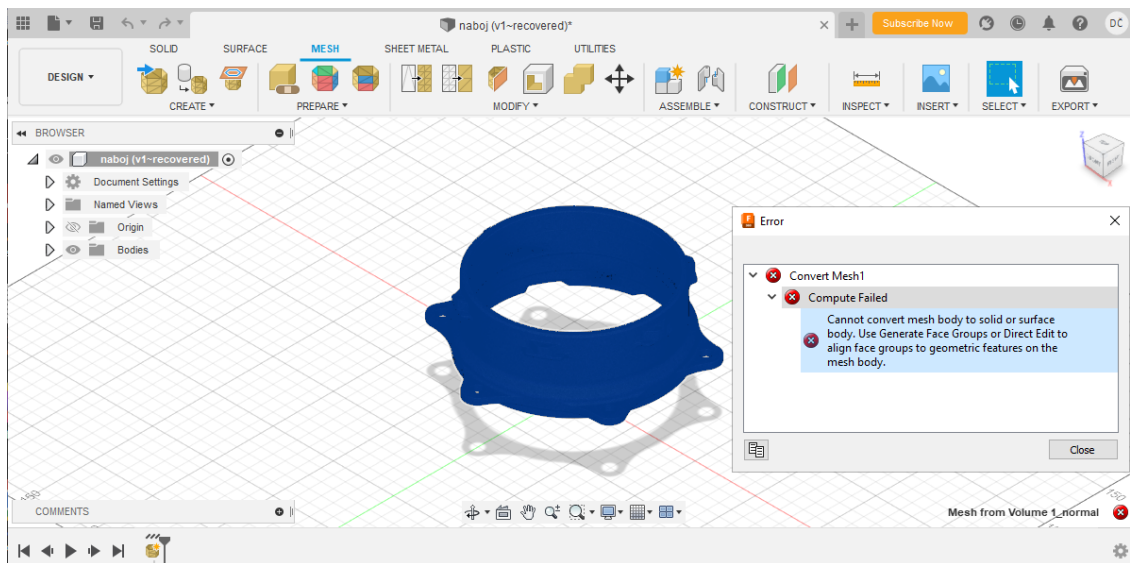 naboj (v1~recovered)*
Subscribe Now
DČ
SOLID SURFACE MESH SHEET METAL PLASTIC UTILITIES
DESIGN
CREATE PREPARE MODIFY ASSEMBLE CONSTRUCT INSPECT INSERT SELECT EXPORT
BROWSER
naboj (v1~recovered)
Document Settings
Named Views
Origin
Bodies
Error
Convert Mesh1
Compute Failed
Cannot convert mesh body to solid or surface
body. Use Generate Face Groups or Direct Edit to
align face groups to geometric features on the
mesh body.
Close
150
150
COMMENTS
Mesh from Volume 1_normal